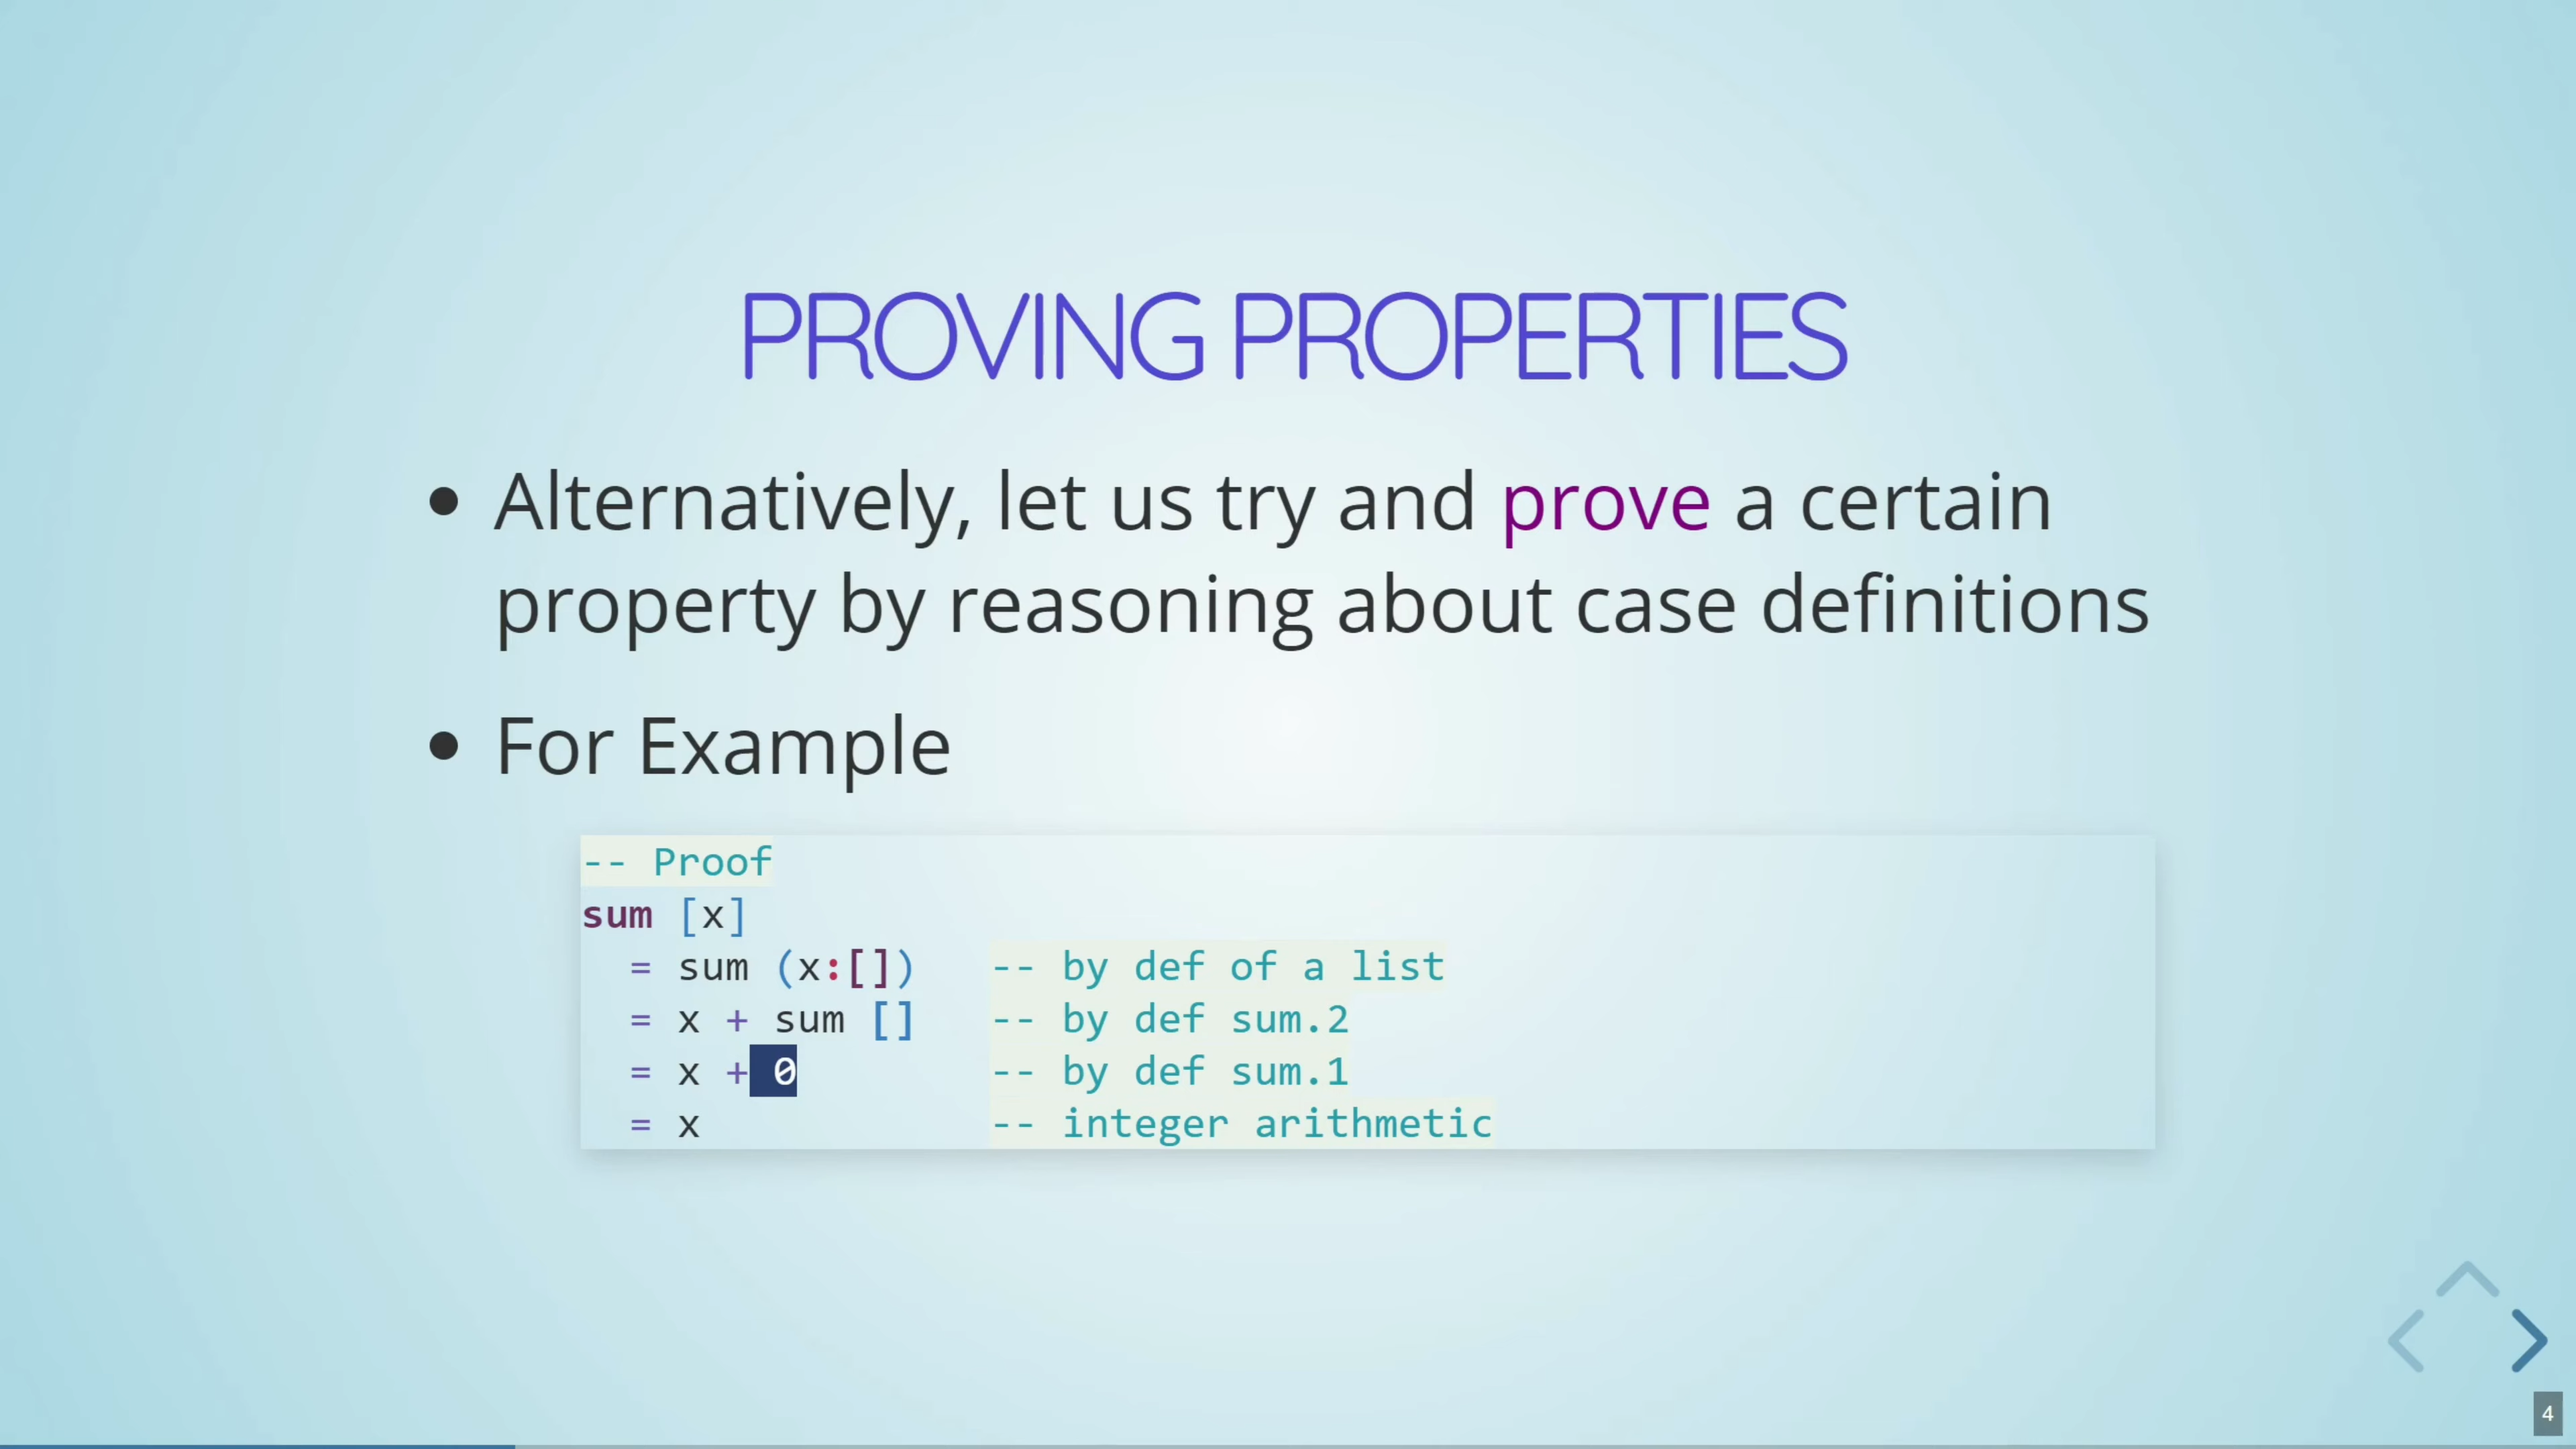 PROVING PROPERTIES
• Alternatively, let us try and prove a certain
property by reasoning about case definitions
• For Example
-- Proof
sum [x]
  = sum (x:[])   -- by def of a list
  = x + sum []   -- by def sum.2
  = x + 0        -- by def sum.1
  = x            -- integer arithmetic
4